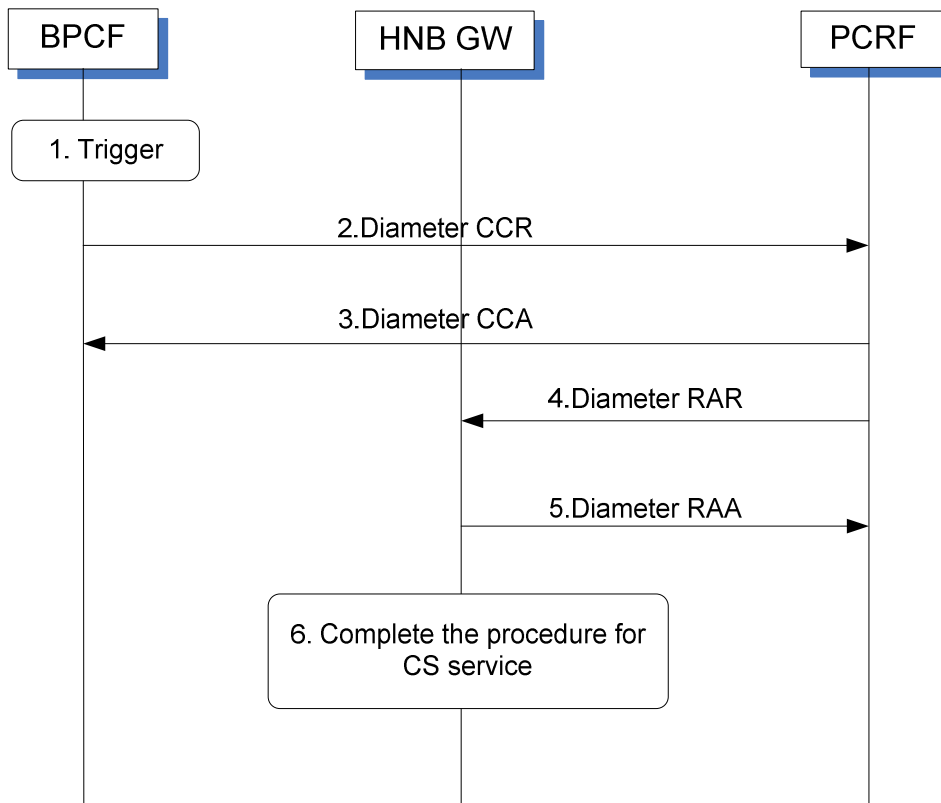 BPCF
HNB GW
PCRF
1. Trigger
2.Diameter CCR
3.Diameter CCA
4.Diameter RAR
5.Diameter RAA
6. Complete the procedure for
CS service